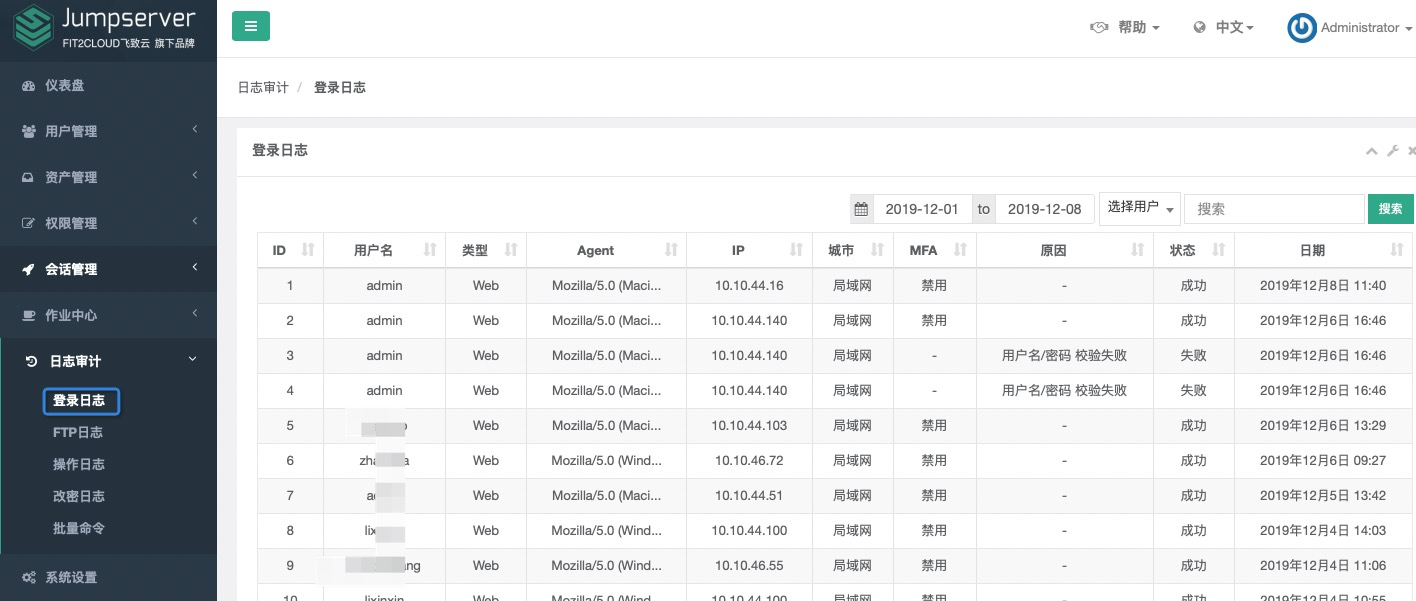 Jumpserver
FIT2CLOUD飞致云 旗下品牌
帮助 中文 Administrator
仪表盘
用户管理
资产管理
权限管理
会话管理
作业中心
日志审计
登录日志
FTP日志
操作日志
改密日志
批量命令
系统设置
日志审计 / 登录日志
登录日志
2019-12-01 to 2019-12-08 选择用户 搜索 搜索
ID 用户名 类型 Agent IP 城市 MFA 原因 状态 日期
1 admin Web Mozilla/5.0 (Maci... 10.10.44.16 局域网 禁用 - 成功 2019年12月8日 11:40
2 admin Web Mozilla/5.0 (Maci... 10.10.44.140 局域网 禁用 - 成功 2019年12月6日 16:46
3 admin Web Mozilla/5.0 (Maci... 10.10.44.140 局域网 - 用户名/密码 校验失败 失败 2019年12月6日 16:46
4 admin Web Mozilla/5.0 (Maci... 10.10.44.140 局域网 - 用户名/密码 校验失败 失败 2019年12月6日 16:46
5 Web Mozilla/5.0 (Maci... 10.10.44.103 局域网 禁用 - 成功 2019年12月6日 13:29
6 Web Mozilla/5.0 (Wind... 10.10.46.72 局域网 禁用 - 成功 2019年12月6日 09:27
7 Web Mozilla/5.0 (Maci... 10.10.44.51 局域网 禁用 - 成功 2019年12月5日 13:42
8 Web Mozilla/5.0 (Wind... 10.10.44.100 局域网 禁用 - 成功 2019年12月4日 14:03
9 Web Mozilla/5.0 (Wind... 10.10.46.55 局域网 禁用 - 成功 2019年12月4日 11:06
10 lixinxin Web Mozilla/5.0 (Wind... 10.10.44.100 局域网 禁用 - 成功 2019年12月4日 10:55